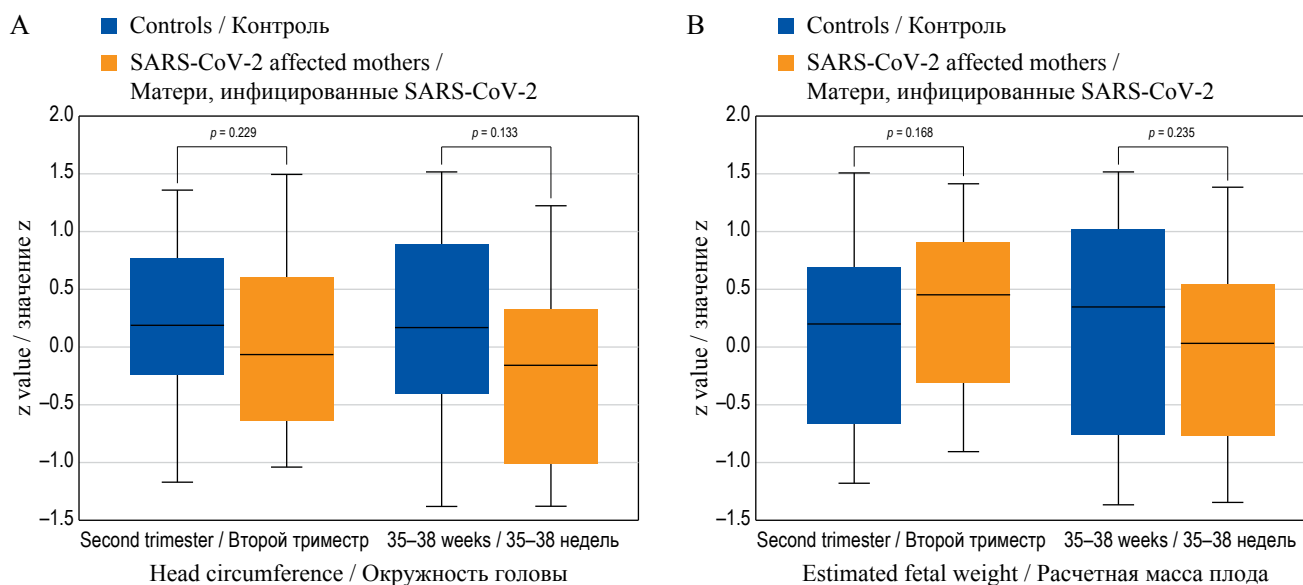 A
Controls / Контроль
SARS-CoV-2 affected mothers /
Матери, инфицированные SARS-CoV-2
2.0
1.5
1.0
0.5
0.0
–0.5
–1.0
–1.5
z value / значение z
p = 0.229
p = 0.133
Second trimester / Второй триместр
35–38 weeks / 35–38 недель
Head circumference / Окружность головы
B
Controls / Контроль
SARS-CoV-2 affected mothers /
Матери, инфицированные SARS-CoV-2
2.0
1.5
1.0
0.5
0.0
–0.5
–1.0
–1.5
z value / значение z
p = 0.168
p = 0.235
Second trimester / Второй триместр
35–38 weeks / 35–38 недель
Estimated fetal weight / Расчетная масса плода